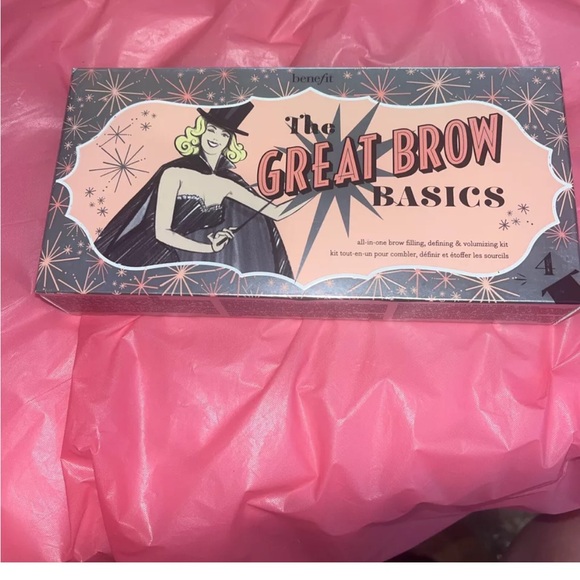 benefit
The
GREAT BROW
BASICS
all-in-one brow filling, defining & volumizing kit
kit tout-en-un pour combler, définir et étoffer les sourcils
4